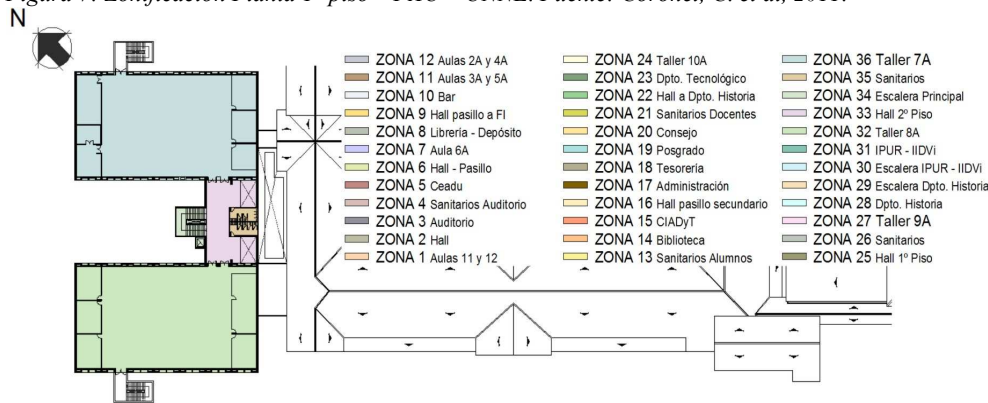 Figura 7. Zonificación Planta 1º piso – FAU – UNNE. Fuente: Coronel, C. et al, 2011.
N
ZONA 12 Aulas 2A y 4A
ZONA 11 Aulas 3A y 5A
ZONA 10 Bar
ZONA 9 Hall pasillo a FI
ZONA 8 Libreria - Depósito
ZONA 7 Aula 6A
ZONA 6 Hall - Pasillo
ZONA 5 Ceadu
ZONA 4 Sanitarios Auditorio
ZONA 3 Auditorio
ZONA 2 Hall
ZONA 1 Aulas 11 y 12
ZONA 24 Taller 10A
ZONA 23 Dpto. Tecnológico
ZONA 22 Hall a Dpto. Historia
ZONA 21 Sanitarios Docentes
ZONA 20 Consejo
ZONA 19 Posgrado
ZONA 18 Tesorería
ZONA 17 Administración
ZONA 16 Hall pasillo secundario
ZONA 15 CIADyT
ZONA 14 Biblioteca
ZONA 13 Sanitarios Alumnos
ZONA 36 Taller 7A
ZONA 35 Sanitarios
ZONA 34 Escalera Principal
ZONA 33 Hall 2º Piso
ZONA 32 Taller 8A
ZONA 31 IPUR - IIDVi
ZONA 30 Escalera IPUR - IIDVi
ZONA 29 Escalera Dpto. Historia
ZONA 28 Dpto. Historia
ZONA 27 Taller 9A
ZONA 26 Sanitarios
ZONA 25 Hall 1º Piso